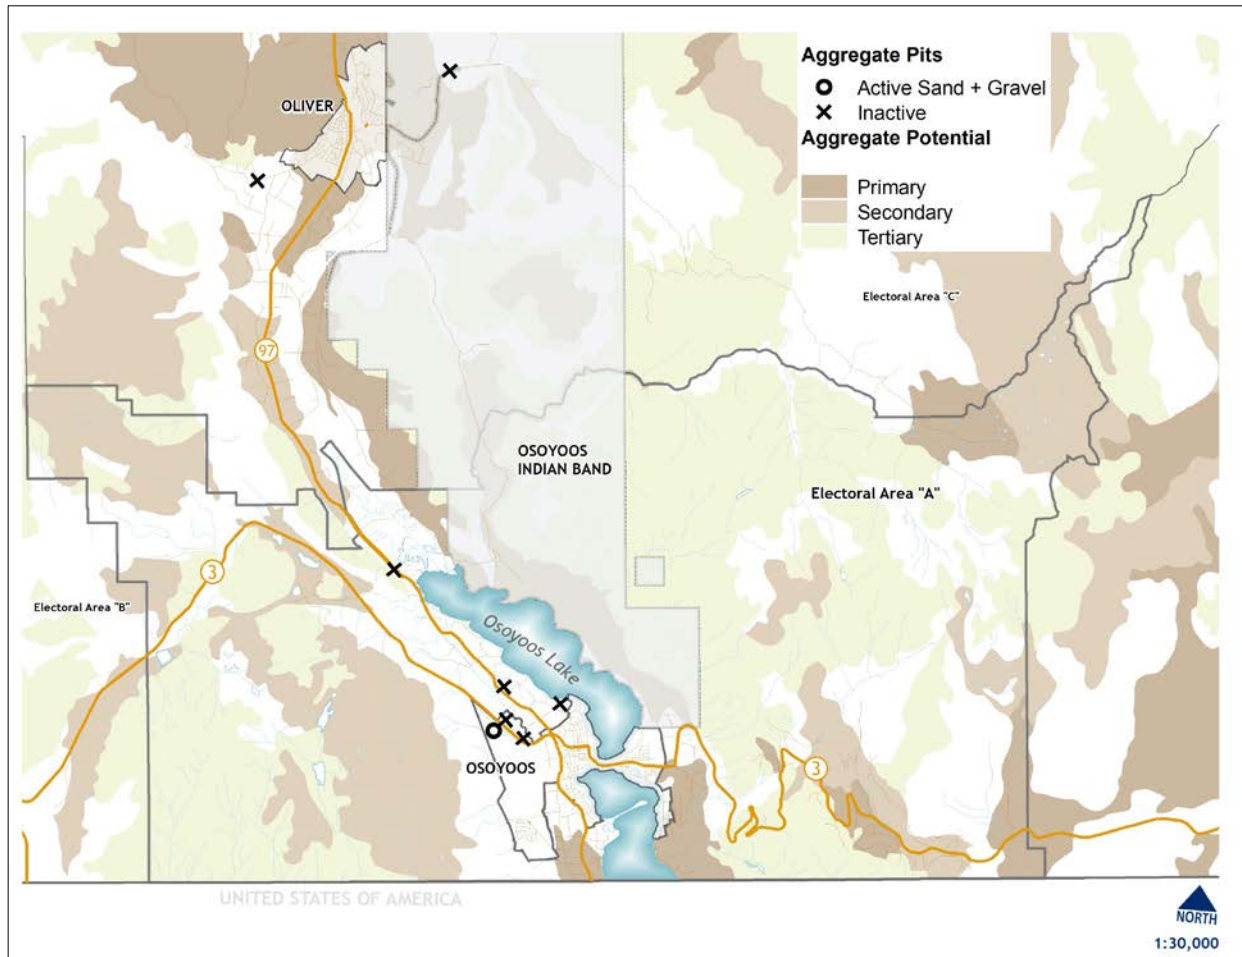 Aggregate Pits
Active Sand + Gravel
Inactive
Aggregate Potential
Primary
Secondary
Tertiary
OLIVER
Electoral Area "C"
97
OSOYOOS
INDIAN BAND
Electoral Area "A"
3
Electoral Area "B"
Osoyoos Lake
OSOYOOS
3
UNITED STATES OF AMERICA
NORTH
1:30,000